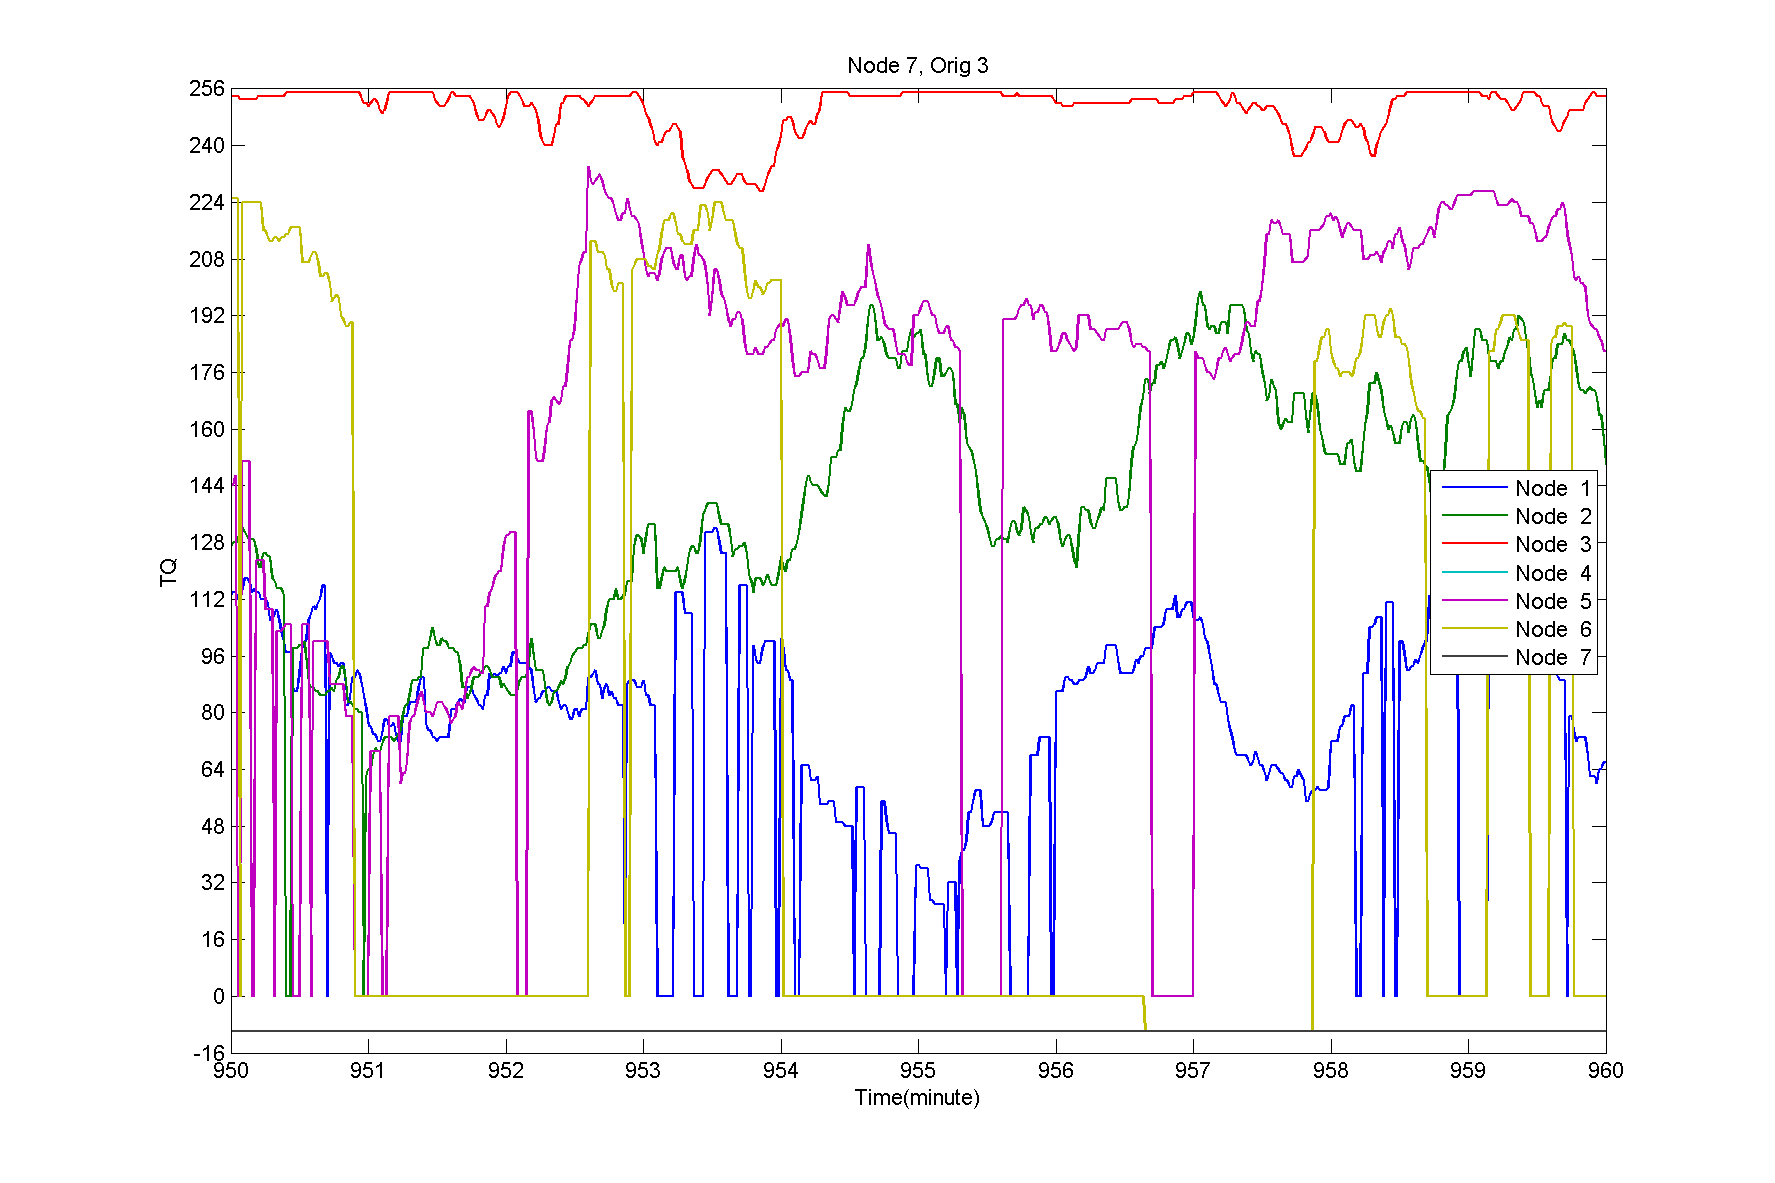 Node 7, Orig 3
256
240
224
208
192
176
160
144
128
112
96
80
64
48
32
16
0
-16
TQ
Node 1
Node 2
Node 3
Node 4
Node 5
Node 6
Node 7
950 951 952 953 954 955 956 957 958 959 960
Time(minute)